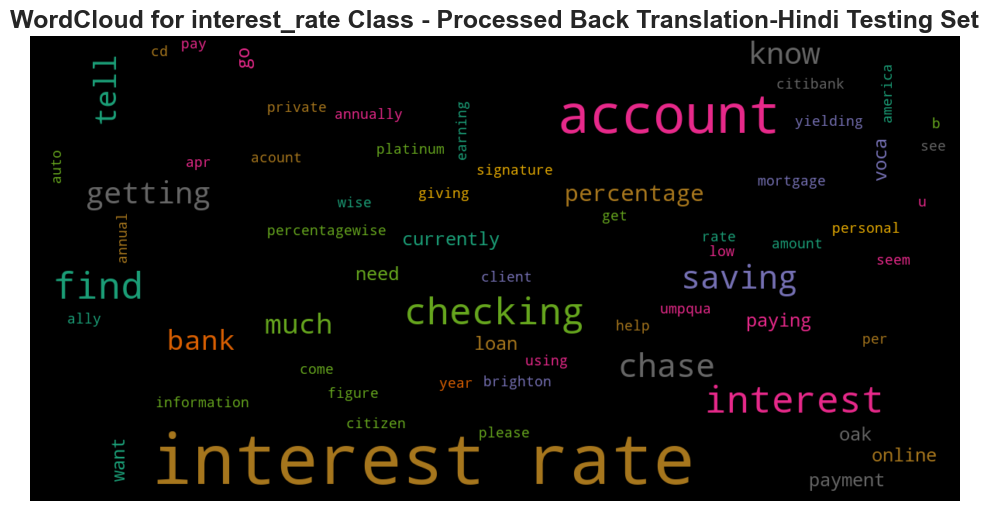 WordCloud for interest_rate Class - Processed Back Translation-Hindi Testing Set
cd
pay
go
tell
know
citibank
america
private
annually
earning
account
yielding
b
auto
apr
acount
platinum
signature
voca
see
getting
wise
giving
percentage
mortgage
u
annual
percentagewise
currently
get
rate
low
amount
personal
seem
find
need
client
saving
ally
much
checking
umpqua
paying
bank
loan
help
per
come
using
chase
figure
year
brighton
interest
information
citizen
please
oak
want
interest rate
online
payment